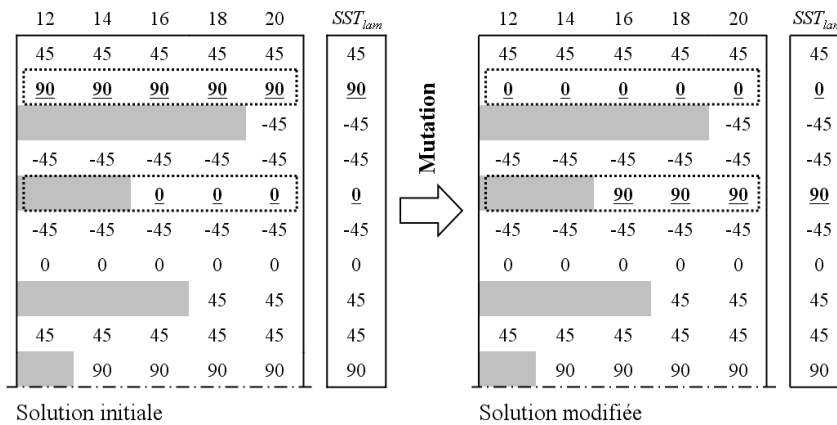 12 14 16 18 20 SST_lam
45 45 45 45 45 45
90 90 90 90 90 90
-45 -45
-45 -45 -45 -45 -45 -45
0 0 0 0
-45 -45 -45 -45 -45 -45
0 0 0 0 0 0
45 45 45
45 45 45 45 45 45
90 90 90 90 90
Solution initiale
Mutation
12 14 16 18 20 SST_lam
45 45 45 45 45 45
0 0 0 0 0 0
-45 -45
-45 -45 -45 -45 -45 -45
90 90 90 90
-45 -45 -45 -45 -45 -45
0 0 0 0 0 0
45 45 45
45 45 45 45 45 45
90 90 90 90 90
Solution modifiée